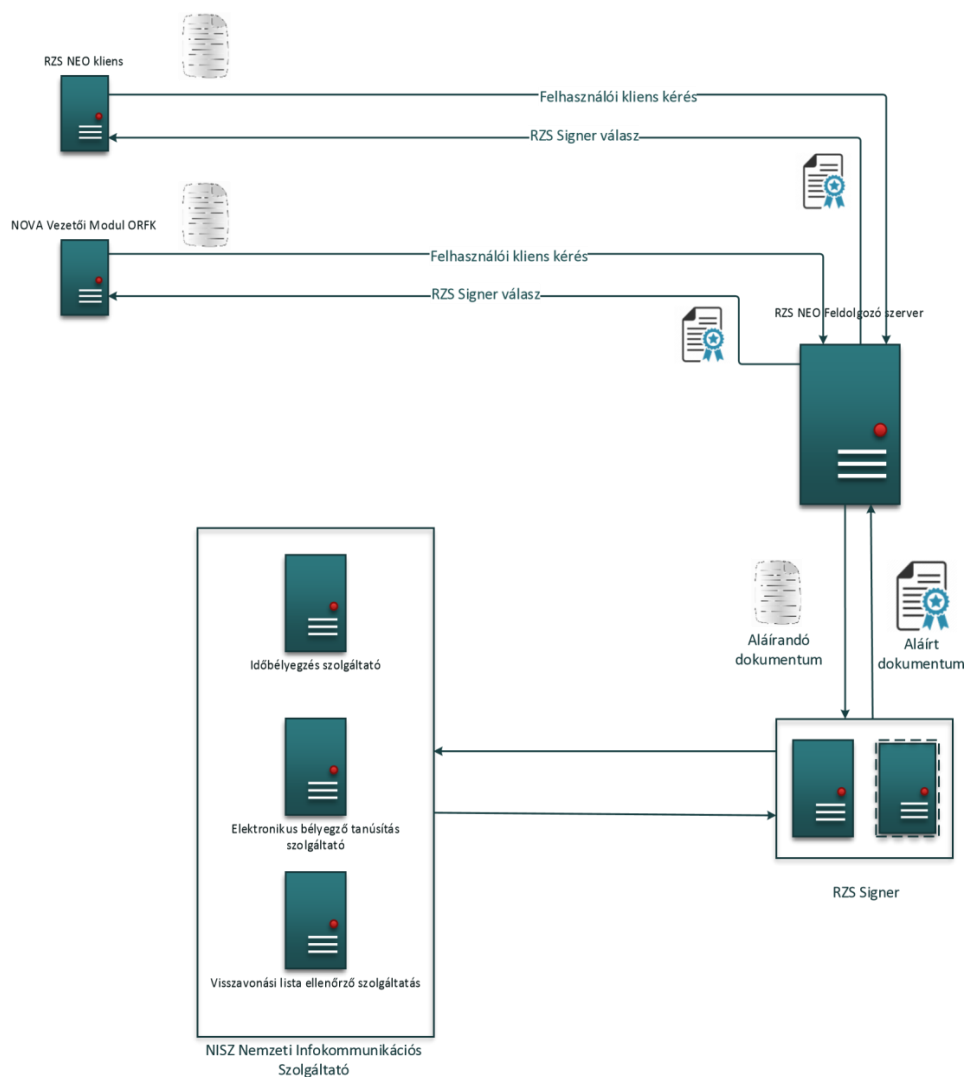 RZS NEO kliens
Felhasználói kliens kérés
RZS Signer válasz
NOVA Vezetői Modul ORFK
Felhasználói kliens kérés
RZS Signer válasz
RZS NEO Feldolgozó szerver
Aláírandó
dokumentum
Aláírt
dokumentum
Időbélyegzés szolgáltató
Elektronikus bélyegző tanúsítás
szolgáltató
Visszavonási lista ellenőrző szolgáltatás
RZS Signer
NISZ Nemzeti Infokommunikációs
Szolgáltató